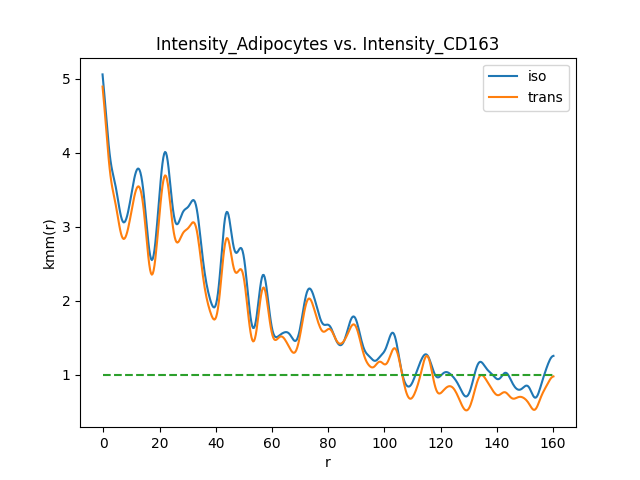 Intensity_Adipocytes vs. Intensity_CD163
iso
trans
kmm(r)
5
4
3
2
1
0 20 40 60 80 100 120 140 160
r